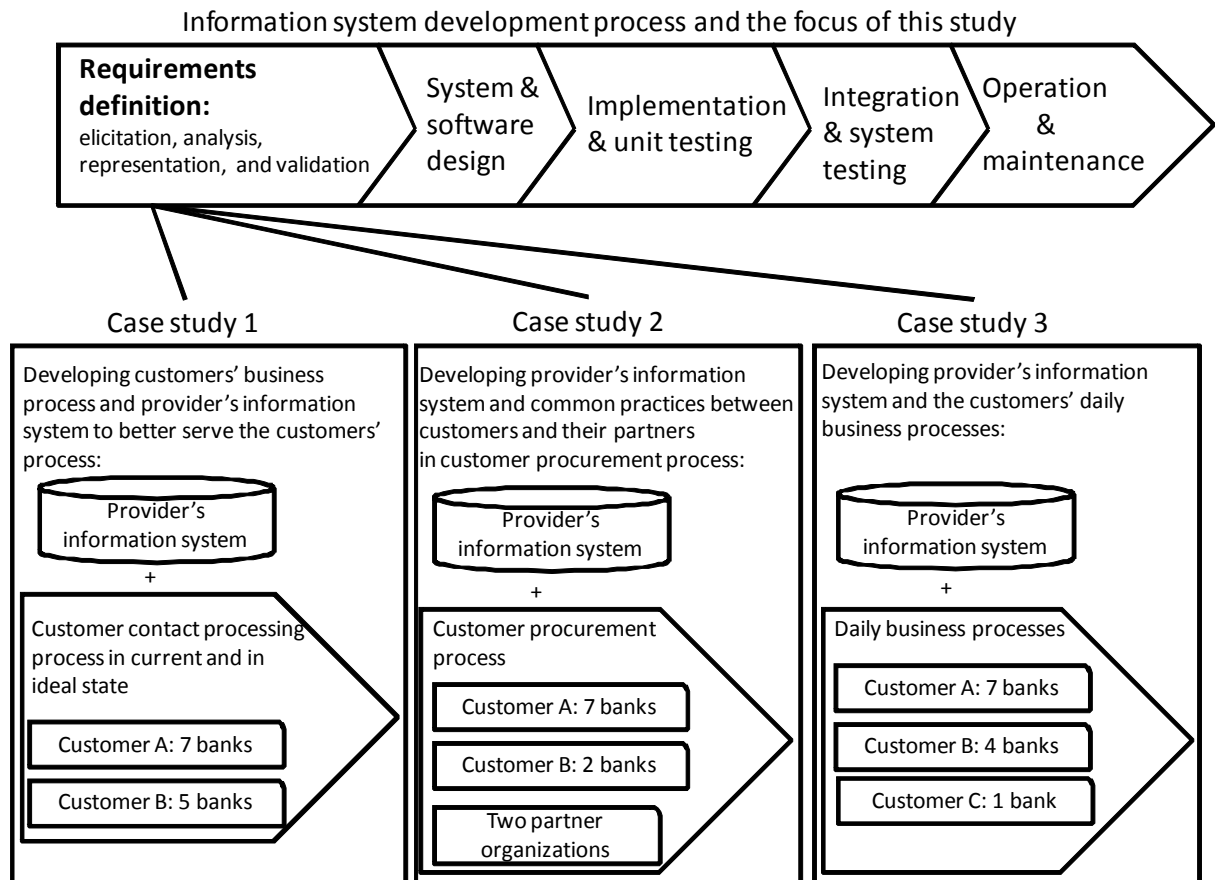 Information system development process and the focus of this study
Requirements
definition:
elicitation, analysis,
representation, and validation
System &
software
design
Implementation
& unit testing
Integration
& system
testing
Operation
&
maintenance
Case study 1
Developing customers’ business
process and provider’s information
system to better serve the customers’
process:
Provider’s
information system
+
Customer contact processing
process in current and in
ideal state
Customer A: 7 banks
Customer B: 5 banks
Case study 2
Developing provider’s information
system and common practices between
customers and their partners
in customer procurement process:
Provider’s
information system
+
Customer procurement
process
Customer A: 7 banks
Customer B: 2 banks
Two partner
organizations
Case study 3
Developing provider’s information
system and the customers’ daily
business processes:
Provider’s
information system
+
Daily business processes
Customer A: 7 banks
Customer B: 4 banks
Customer C: 1 bank